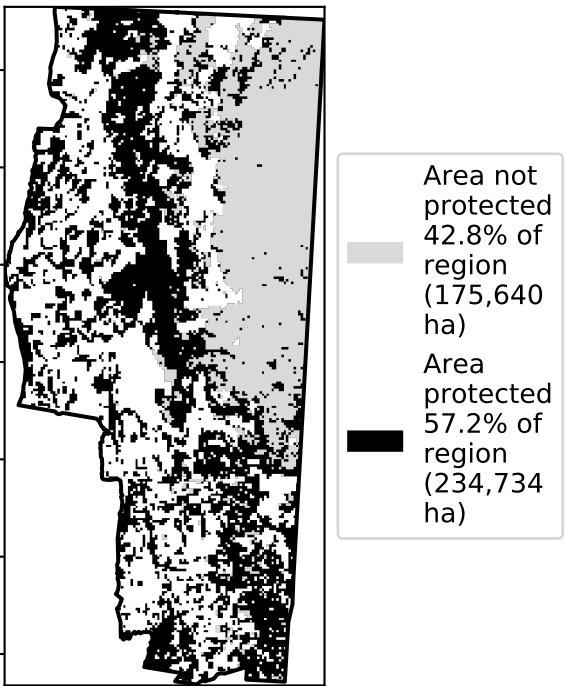 Area not
protected
42.8% of
region
(175,640
ha)
Area
protected
57.2% of
region
(234,734
ha)